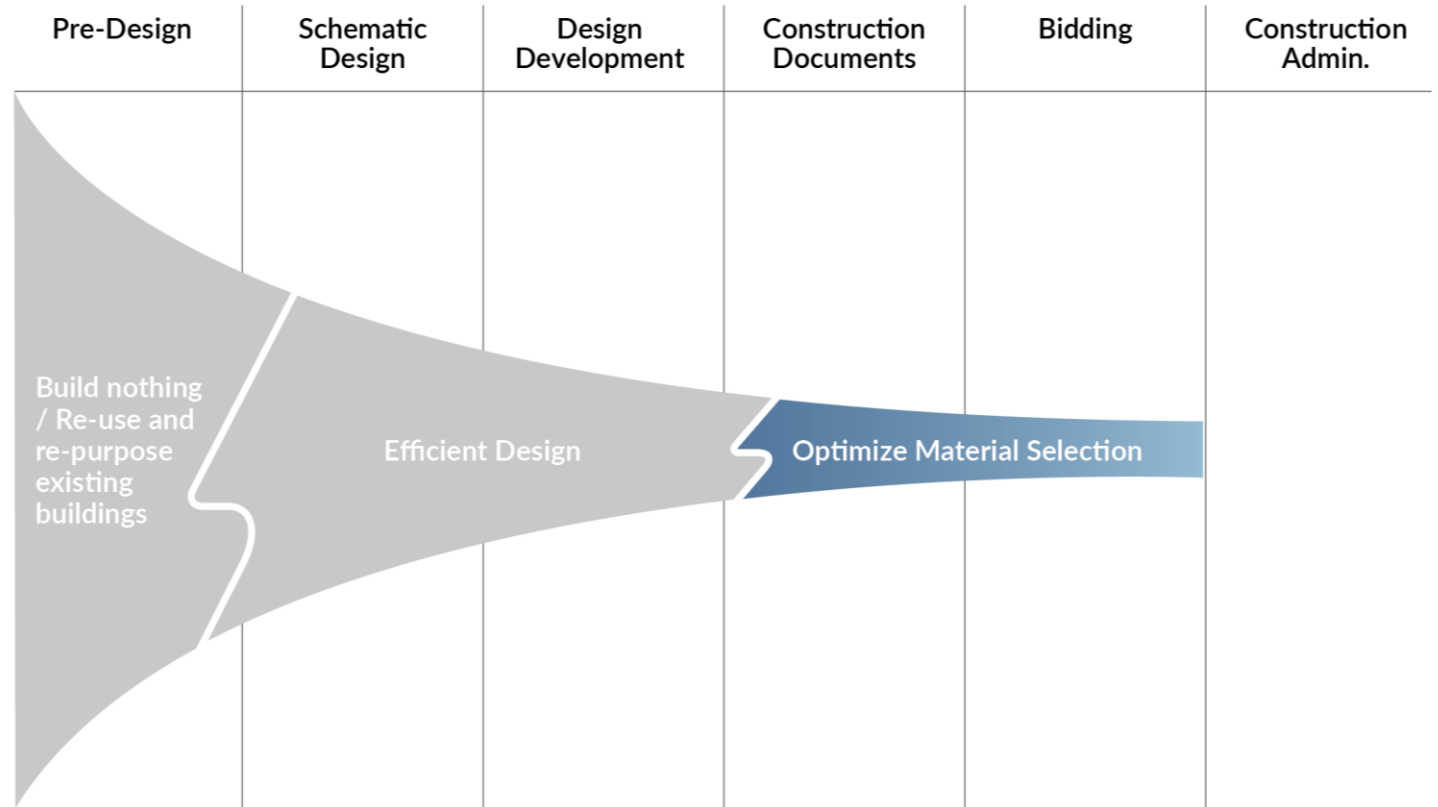 Pre-Design
Schematic
Design
Design
Development
Construction
Documents
Bidding
Construction
Admin.
Build nothing
/ Re-use and
re-purpose
existing
buildings
Efficient Design
Optimize Material Selection